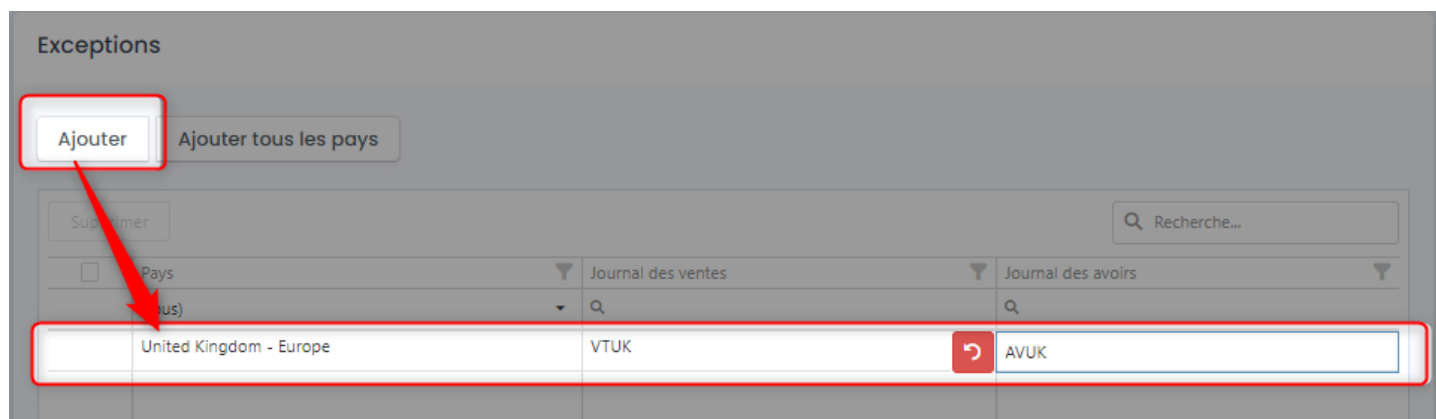 Exceptions
Ajouter Ajouter tous les pays
Recherche...
Pays Journal des ventes Journal des avoirs
United Kingdom - Europe VTUK AVUK